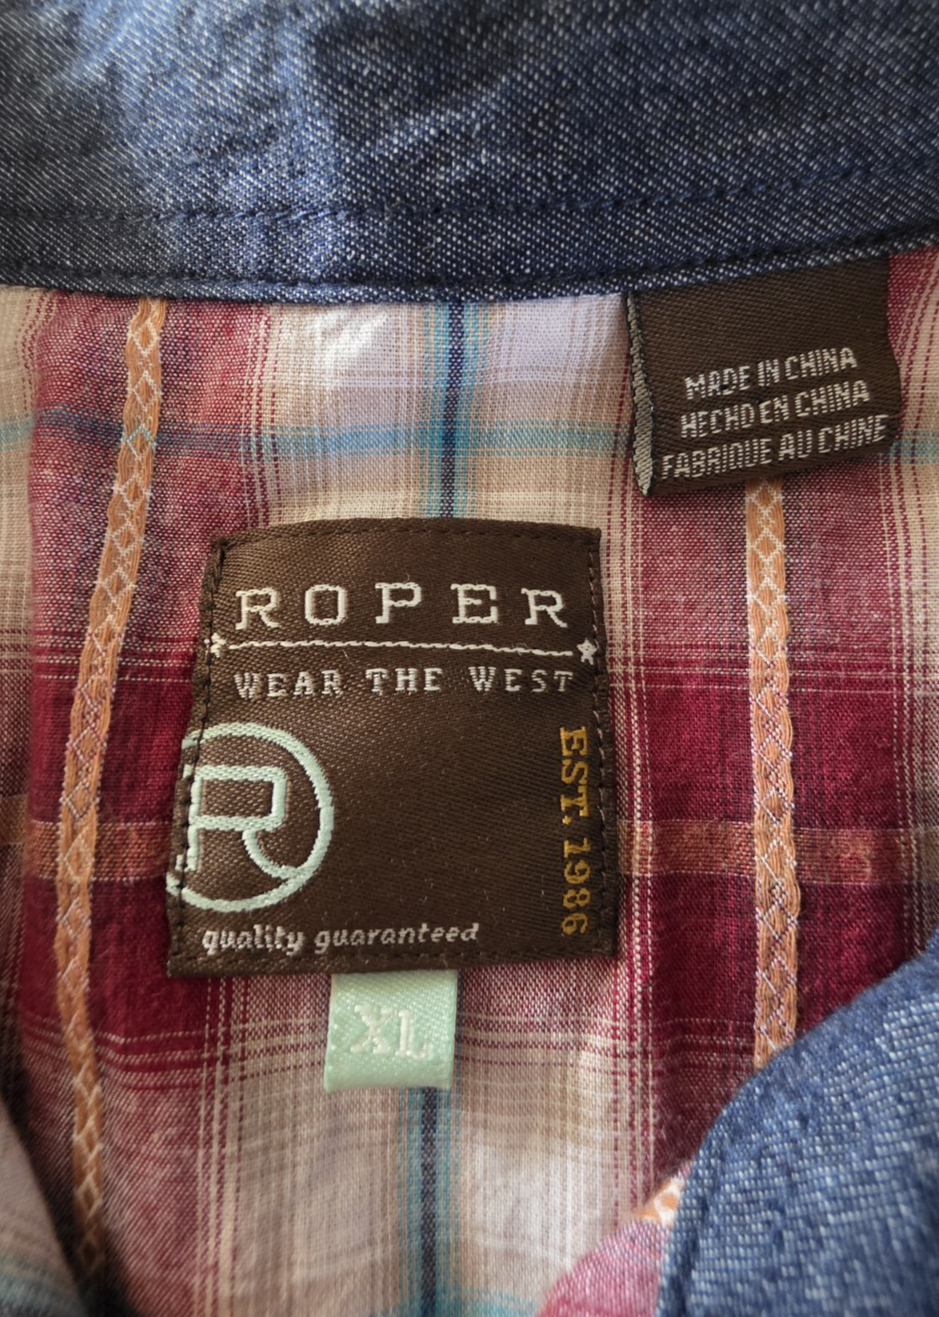 MADE IN CHINA
HECHO EN CHINA
FABRIQUE AU CHINE
ROPER
WEAR THE WEST
R
EST. 1986
quality guaranteed
XL